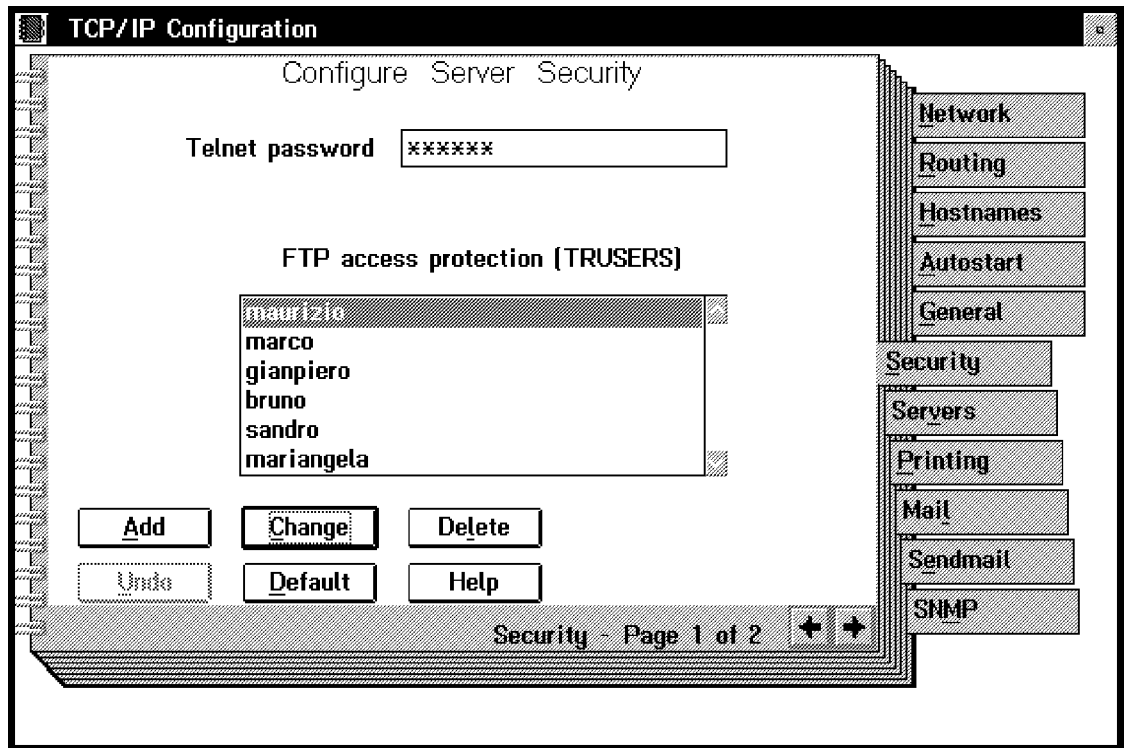 TCP/IP Configuration
Configure Server Security
Telnet password ******
FTP access protection (TRUSERS)
maurizio
marco
gianpiero
bruno
sandro
mariangela
Add Change Delete
Undo Default Help
Security - Page 1 of 2
Network
Routing
Hostnames
Autostart
General
Security
Servers
Printing
Mail
Sendmail
SNMP